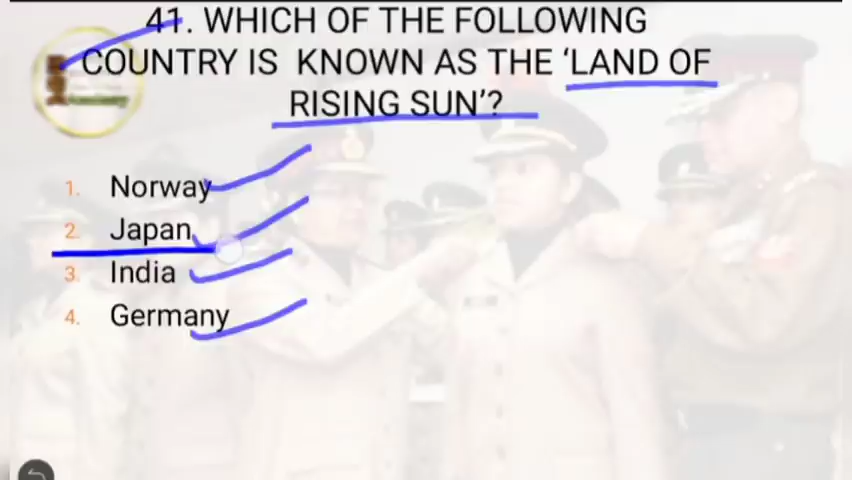 41. WHICH OF THE FOLLOWING
COUNTRY IS KNOWN AS THE ‘LAND OF
RISING SUN’?
1. Norway
2. Japan
3. India
4. Germany